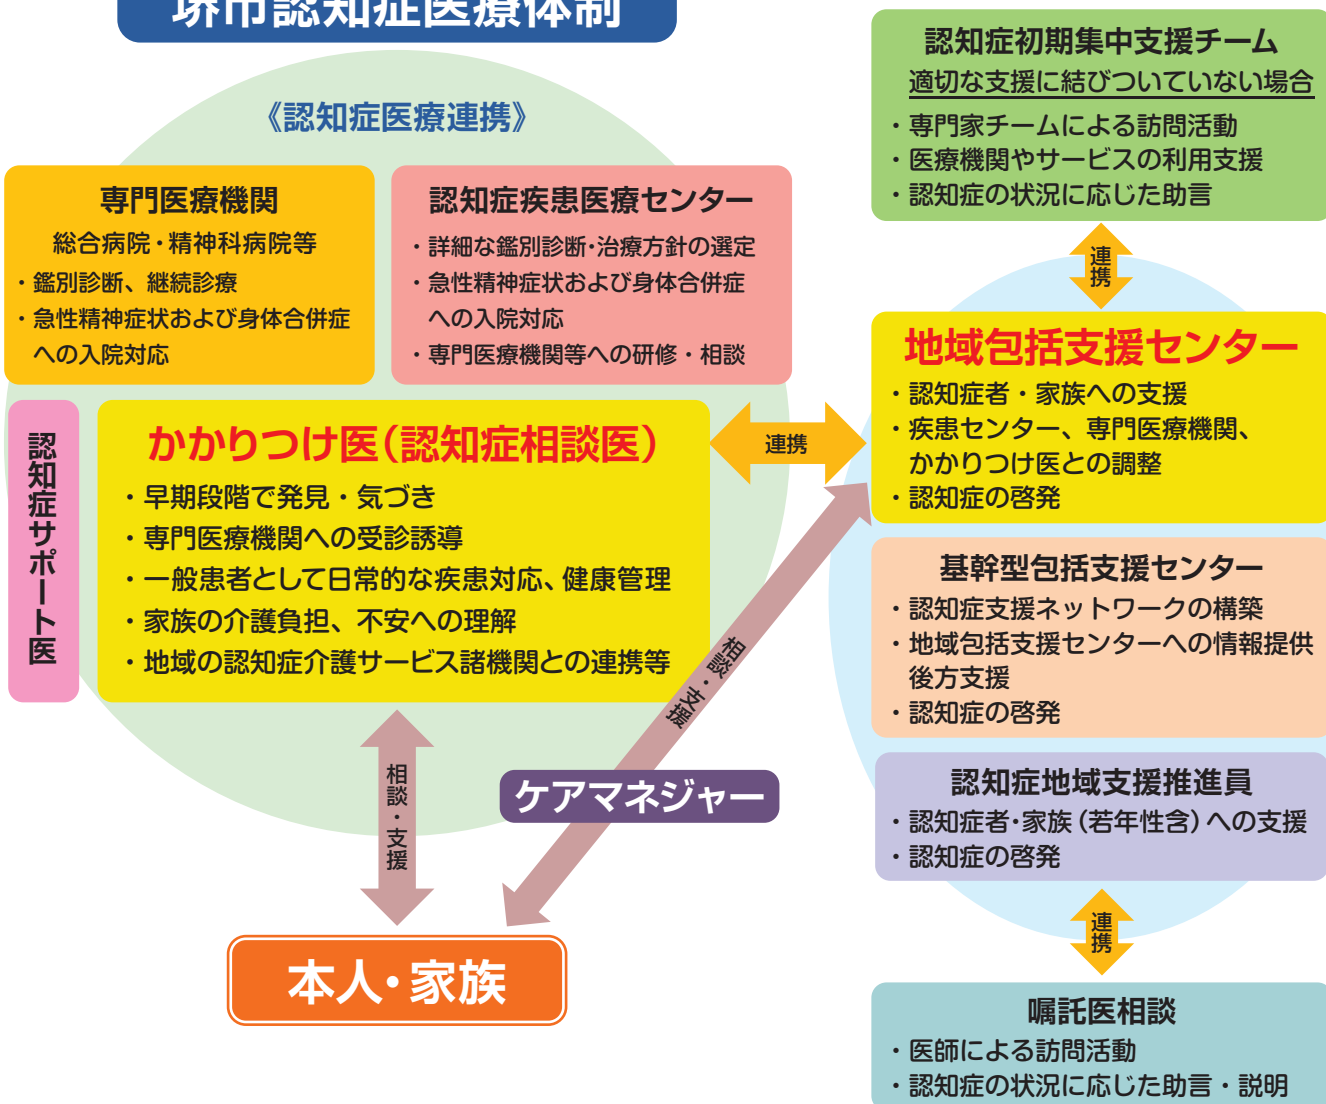 堺市認知症医療体制
《認知症医療連携》
専門医療機関
総合病院・精神科病院等
・鑑別診断、継続診療
・急性精神症状および身体合併症
への入院対応
認知症疾患医療センター
・詳細な鑑別診断・治療方針の選定
・急性精神症状および身体合併症
への入院対応
・専門医療機関等への研修・相談
認知症サポート医
かかりつけ医(認知症相談医)
・早期段階で発見・気づき
・専門医療機関への受診誘導
・一般患者として日常的な疾患対応、健康管理
・家族の介護負担、不安への理解
・地域の認知症介護サービス諸機関との連携等
連携
相談・支援
相談・支援
ケアマネジャー
本人・家族
認知症初期集中支援チーム
適切な支援に結びついていない場合
・専門家チームによる訪問活動
・医療機関やサービスの利用支援
・認知症の状況に応じた助言
連携
地域包括支援センター
・認知症者・家族への支援
・疾患センター、専門医療機関、
かかりつけ医との調整
・認知症の啓発
基幹型包括支援センター
・認知症支援ネットワークの構築
・地域包括支援センターへの情報提供
後方支援
・認知症の啓発
認知症地域支援推進員
・認知症者・家族(若年性含)への支援
・認知症の啓発
連携
嘱託医相談
・医師による訪問活動
・認知症の状況に応じた助言・説明